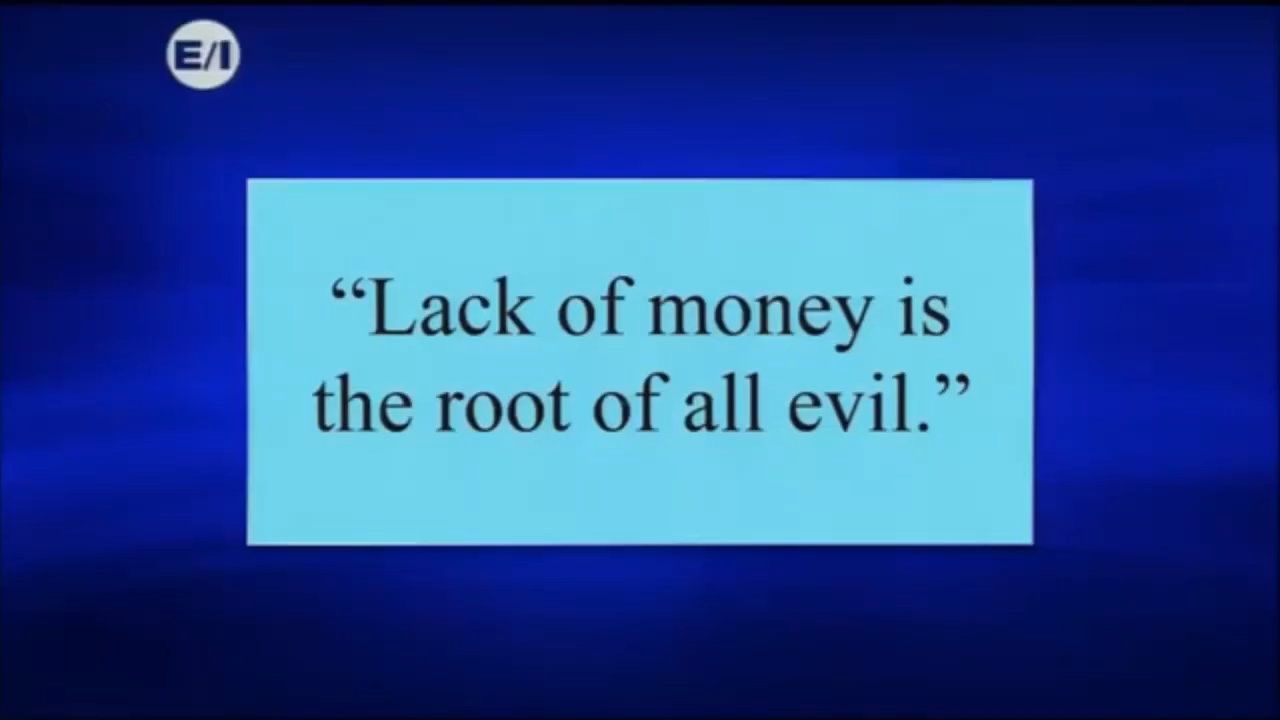 E/I
“Lack of money is
the root of all evil.”